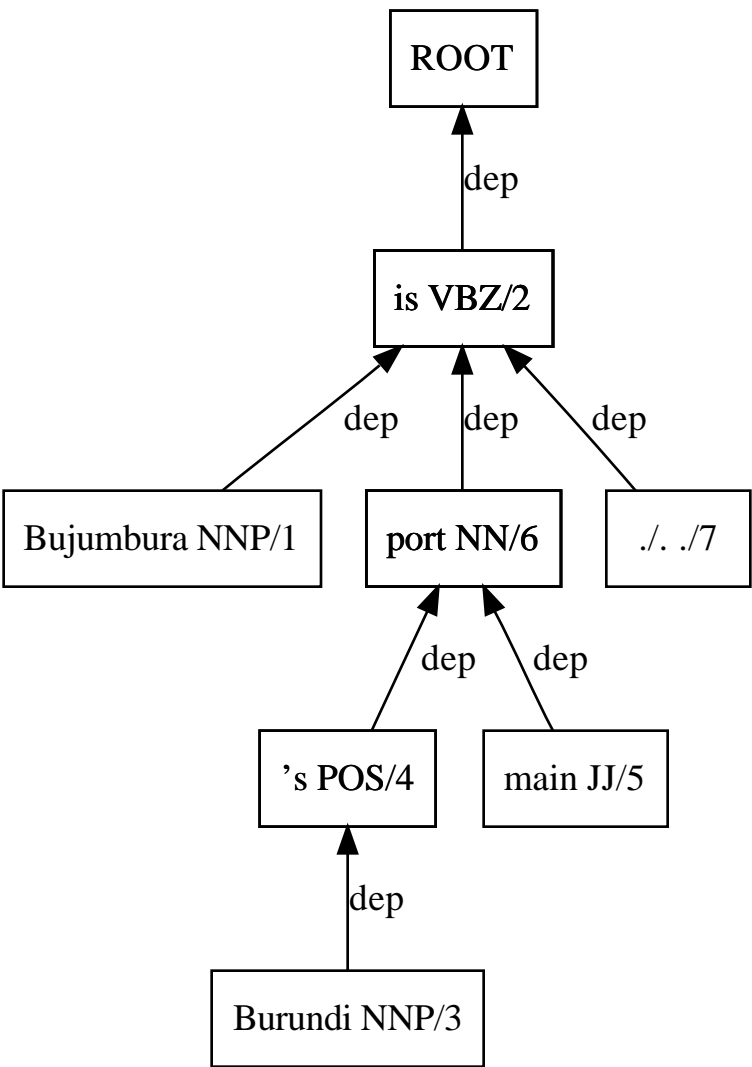 ROOT
dep
is VBZ/2
dep dep dep
Bujumbura NNP/1 port NN/6 ./. ./7
dep dep
’s POS/4 main JJ/5
dep
Burundi NNP/3